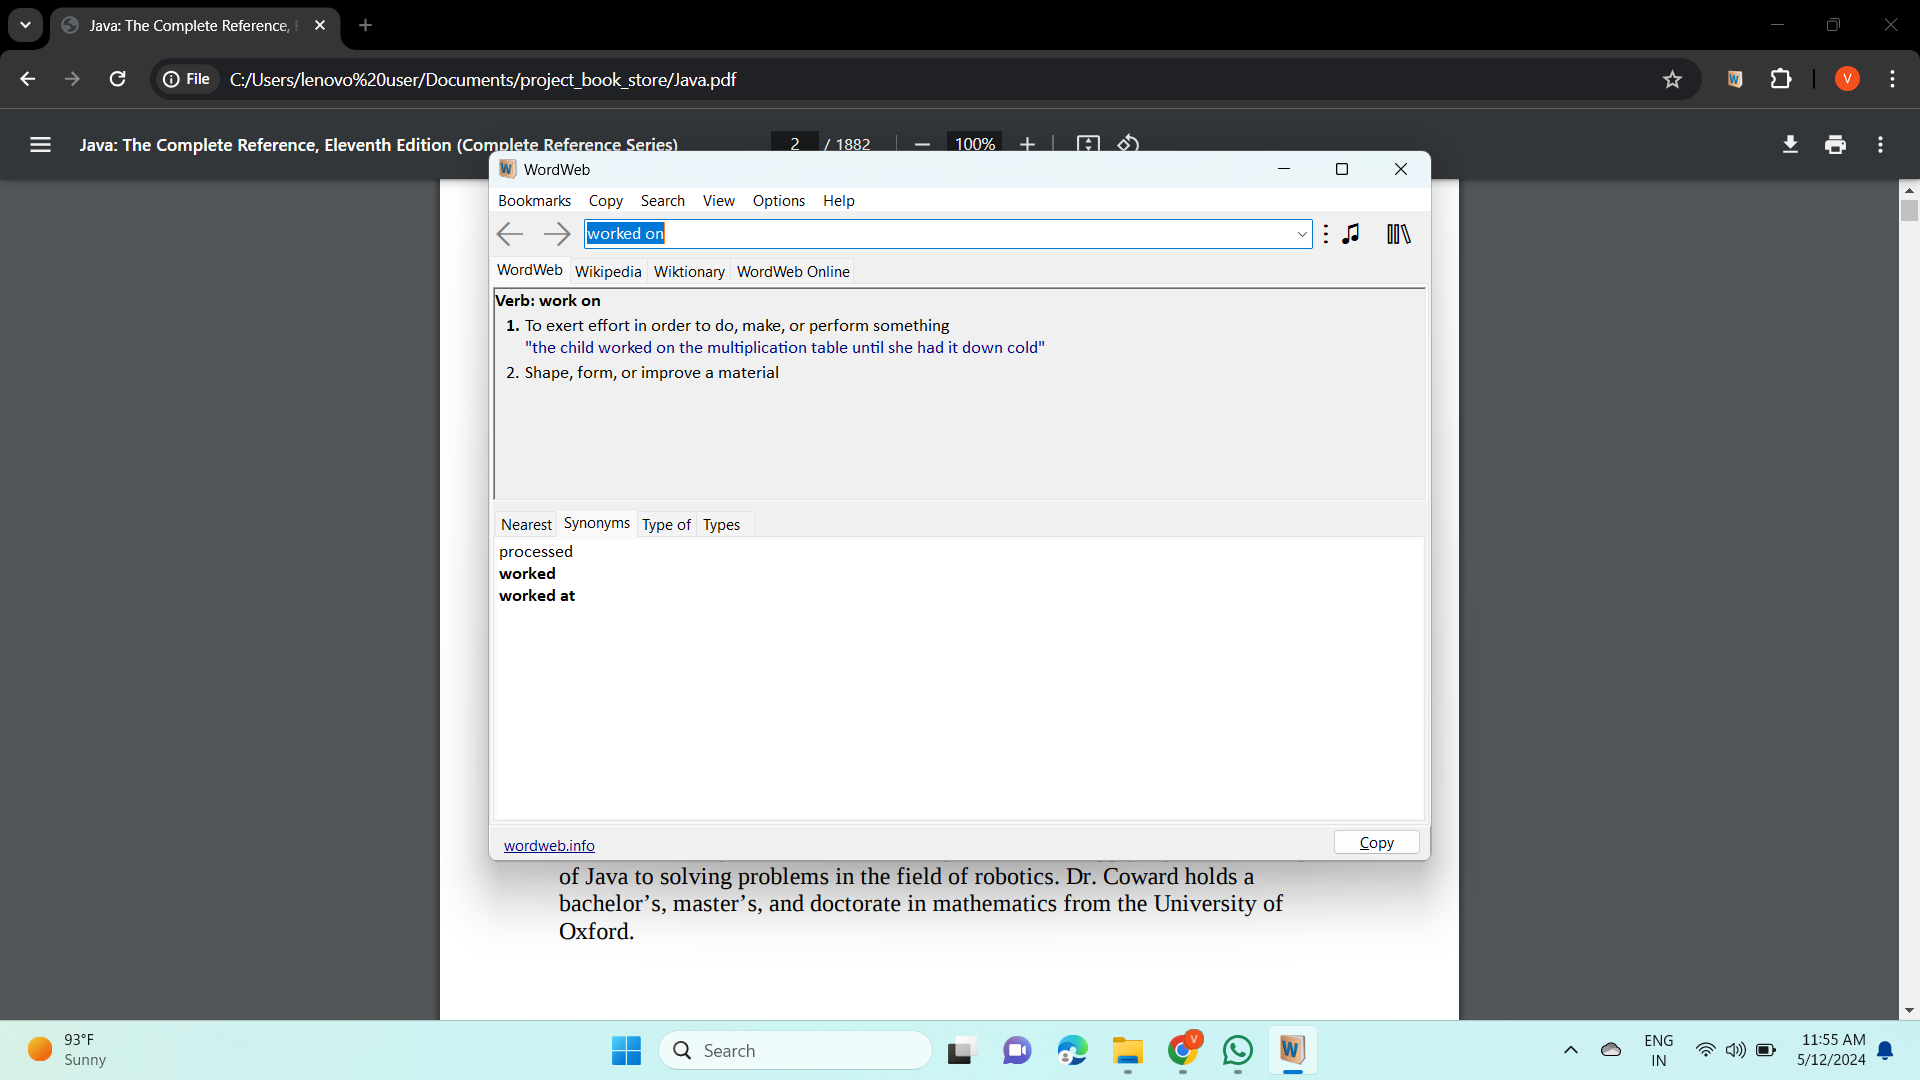 Java: The Complete Reference,
File
C:/Users/lenovo%20user/Documents/project_book_store/Java.pdf
V
Java: The Complete Reference, Eleventh Edition (Complete Reference Series)
2 / 1882
100%
WordWeb
Bookmarks Copy Search View Options Help
worked on
WordWeb Wikipedia Wiktionary WordWeb Online
Verb: work on
1. To exert effort in order to do, make, or perform something
"the child worked on the multiplication table until she had it down cold"
2. Shape, form, or improve a material
Nearest Synonyms Type of Types
processed
worked
worked at
wordweb.info
Copy
of Java to solving problems in the field of robotics. Dr. Coward holds a
bachelor’s, master’s, and doctorate in mathematics from the University of
Oxford.
93°F
Sunny
Search
V
W
ENG
IN
11:55 AM
5/12/2024